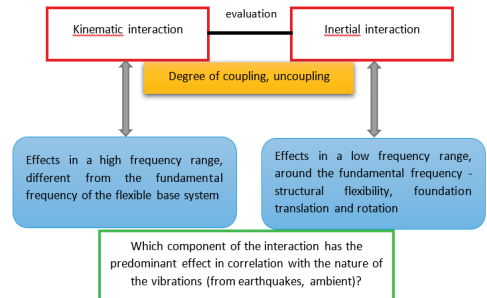 evaluation
Kinematic interaction
Inertial interaction
Degree of coupling, uncoupling
Effects in a high frequency range,
different from the fundamental
frequency of the flexible base system
Effects in a low frequency range,
around the fundamental frequency -
structural flexibility, foundation
translation and rotation
Which component of the interaction has the
predominant effect in correlation with the nature of
the vibrations (from earthquakes, ambient)?